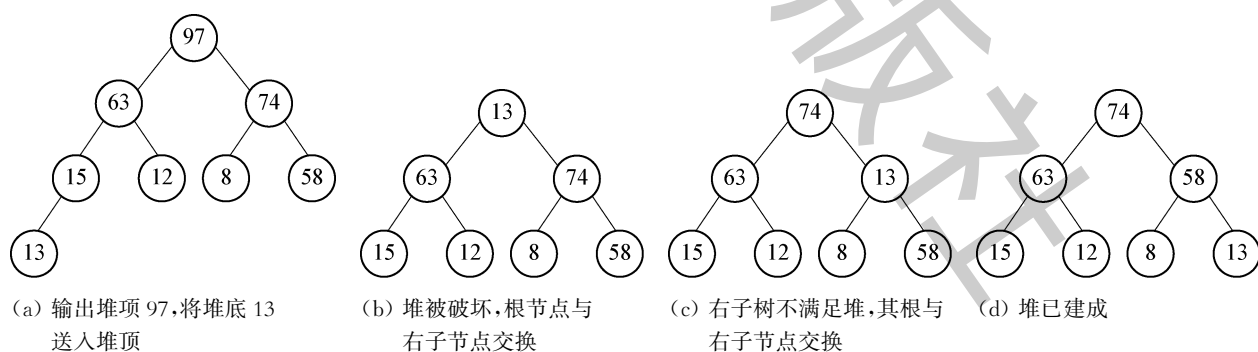 97
63 74
15 12 8 58
13
(a) 输出堆项 97,将堆底 13
送入堆顶
13
63 74
15 12 8 58
(b) 堆被破坏,根节点与
右子节点交换
74
63 13
15 12 8 58
(c) 右子树不满足堆,其根与
右子节点交换
74
63 58
15 12 8 13
(d) 堆已建成
版社